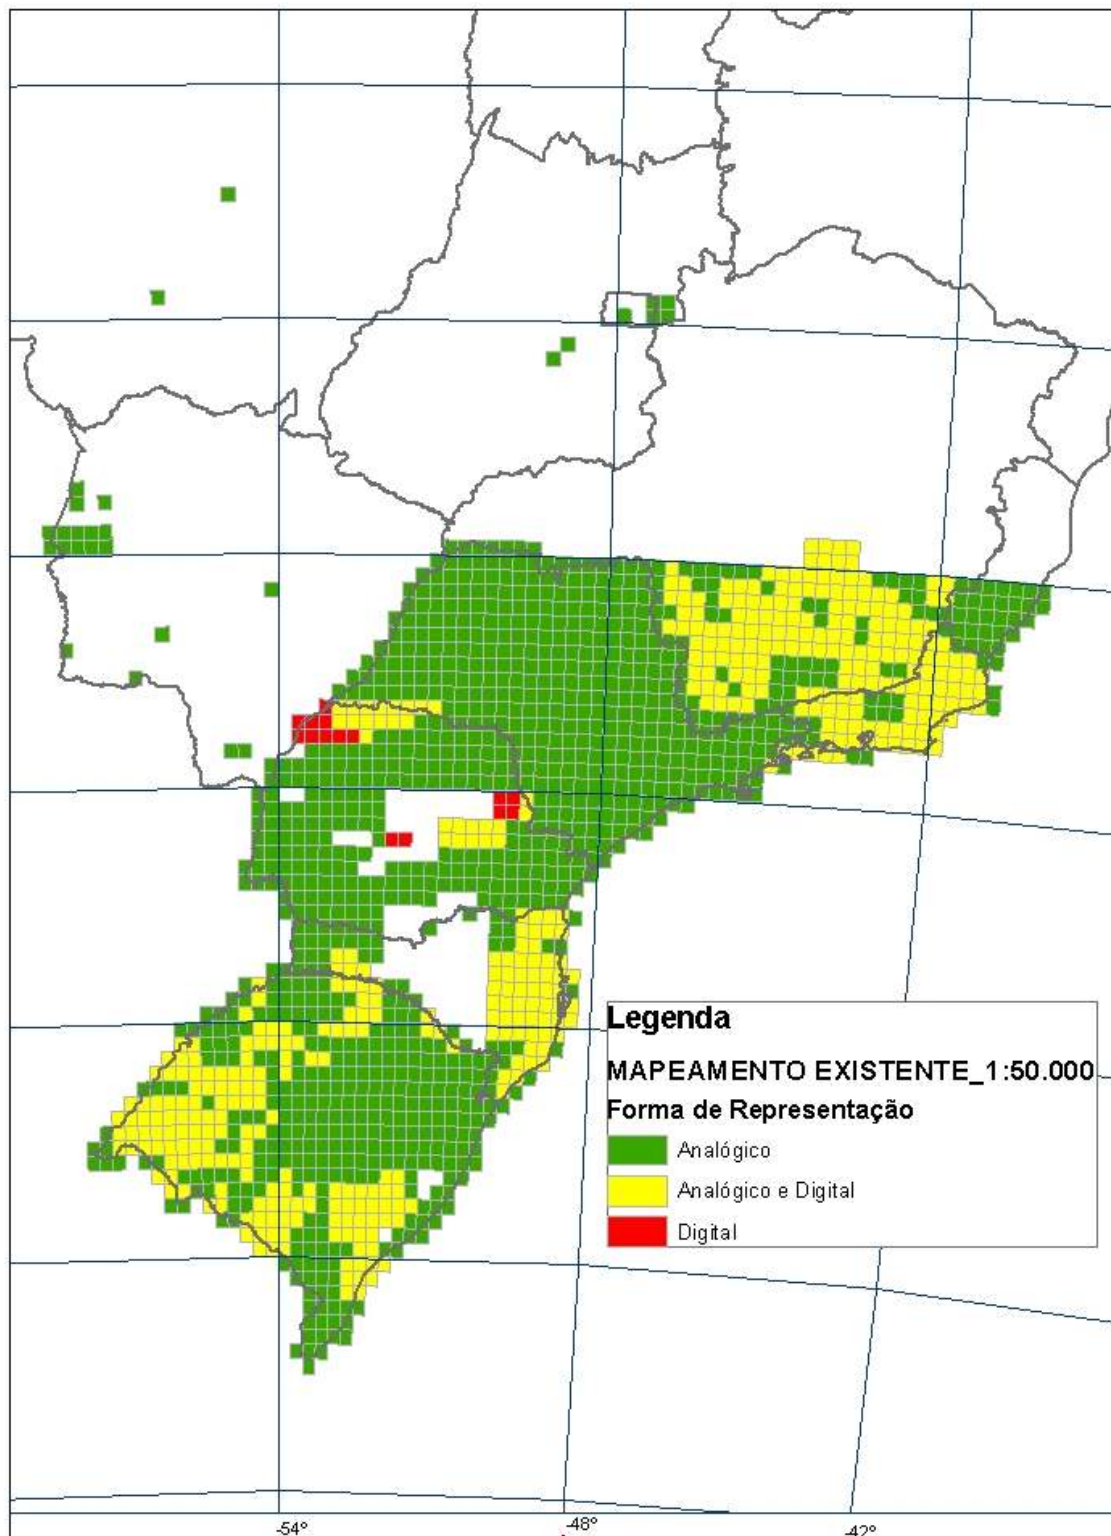 Legenda
MAPEAMENTO EXISTENTE_1:50.000
Forma de Representação
Analógico
Analógico e Digital
Digital
-54°
-48°
-42°